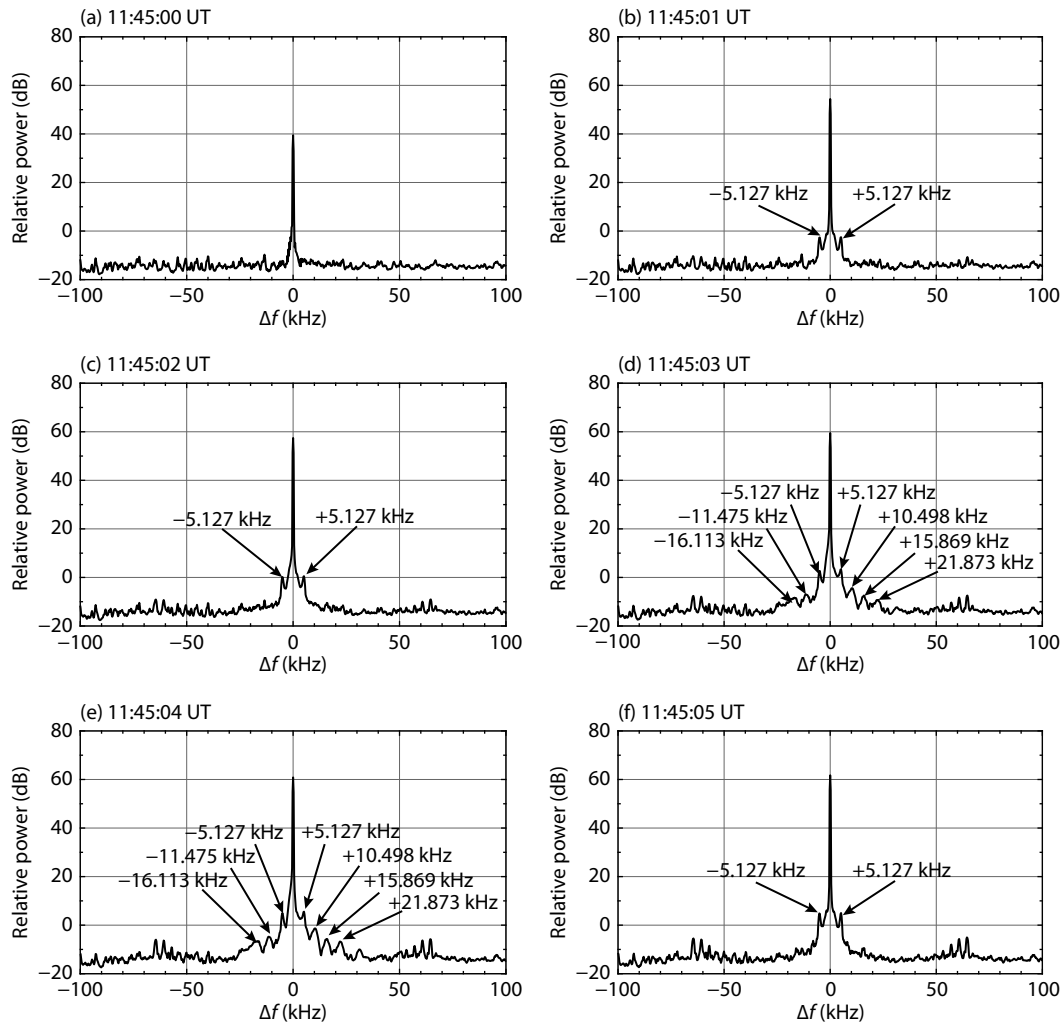 (a) 11:45:00 UT
80
60
40
20
0
−20
Relative power (dB)
−100 −50 0 50 100
Δf (kHz)
(b) 11:45:01 UT
80
60
40
20
0
−20
Relative power (dB)
−5.127 kHz +5.127 kHz
−100 −50 0 50 100
Δf (kHz)
(c) 11:45:02 UT
80
60
40
20
0
−20
Relative power (dB)
−5.127 kHz +5.127 kHz
−100 −50 0 50 100
Δf (kHz)
(d) 11:45:03 UT
80
60
40
20
0
−20
Relative power (dB)
−5.127 kHz +5.127 kHz
−11.475 kHz +10.498 kHz
−16.113 kHz +15.869 kHz
+21.873 kHz
−100 −50 0 50 100
Δf (kHz)
(e) 11:45:04 UT
80
60
40
20
0
−20
Relative power (dB)
−5.127 kHz +5.127 kHz
−11.475 kHz +10.498 kHz
−16.113 kHz +15.869 kHz
+21.873 kHz
−100 −50 0 50 100
Δf (kHz)
(f) 11:45:05 UT
80
60
40
20
0
−20
Relative power (dB)
−5.127 kHz +5.127 kHz
−100 −50 0 50 100
Δf (kHz)